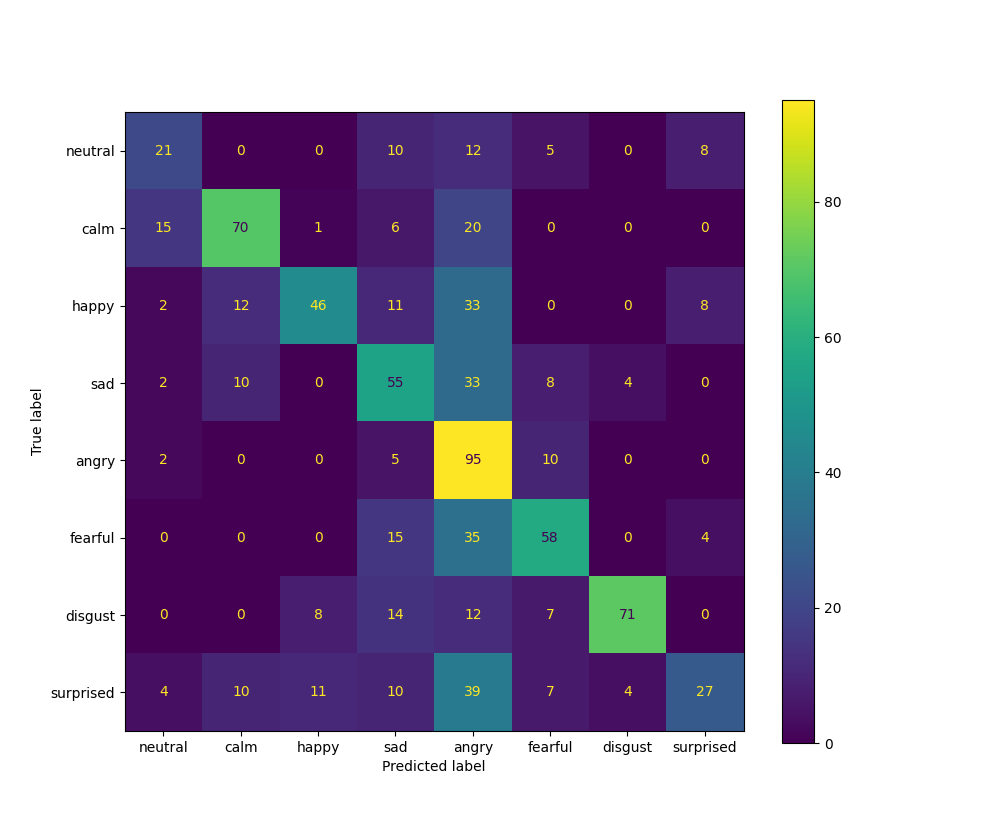 neutral 21 0 0 10 12 5 0 8
calm 15 70 1 6 20 0 0 0
happy 2 12 46 11 33 0 0 8
sad 2 10 0 55 33 8 4 0
angry 2 0 0 5 95 10 0 0
fearful 0 0 0 15 35 58 0 4
disgust 0 0 8 14 12 7 71 0
surprised 4 10 11 10 39 7 4 27
neutral calm happy sad angry fearful disgust surprised
Predicted label
True label
80
60
40
20
0